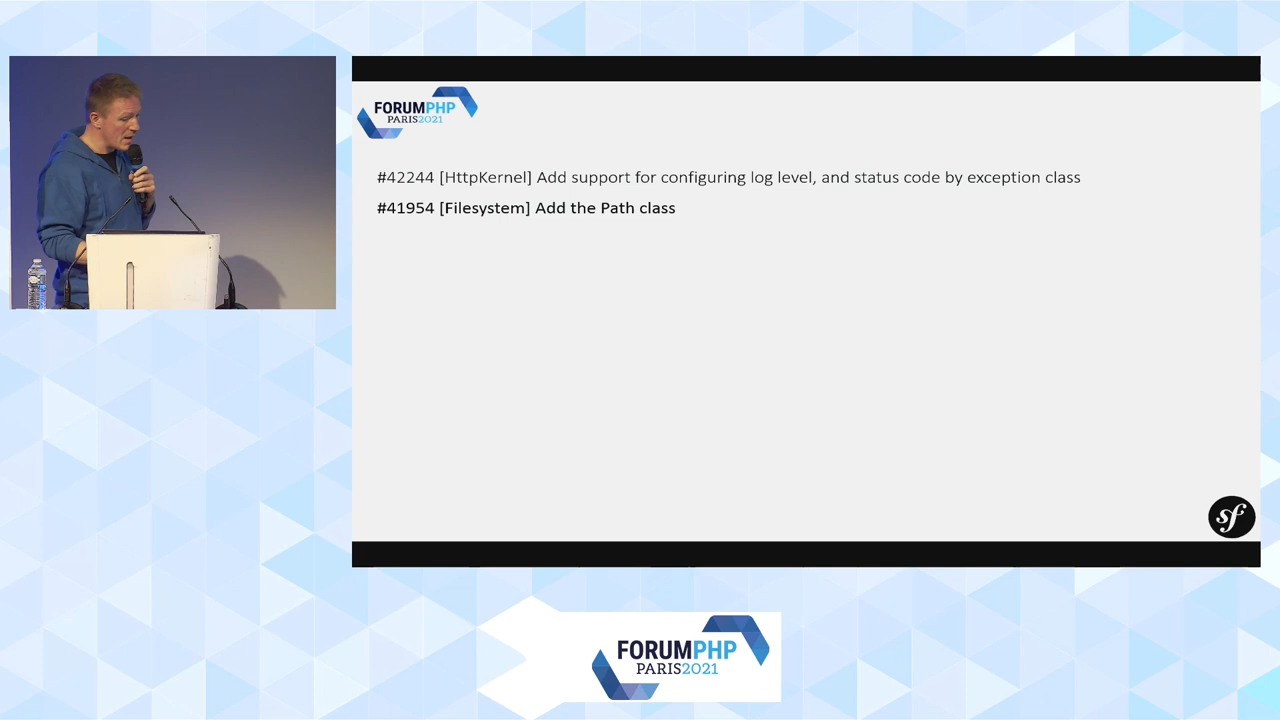 FORUMPHP
PARIS2021
#42244 [HttpKernel] Add support for configuring log level, and status code by exception class
#41954 [Filesystem] Add the Path class
sf
FORUMPHP
PARIS2021